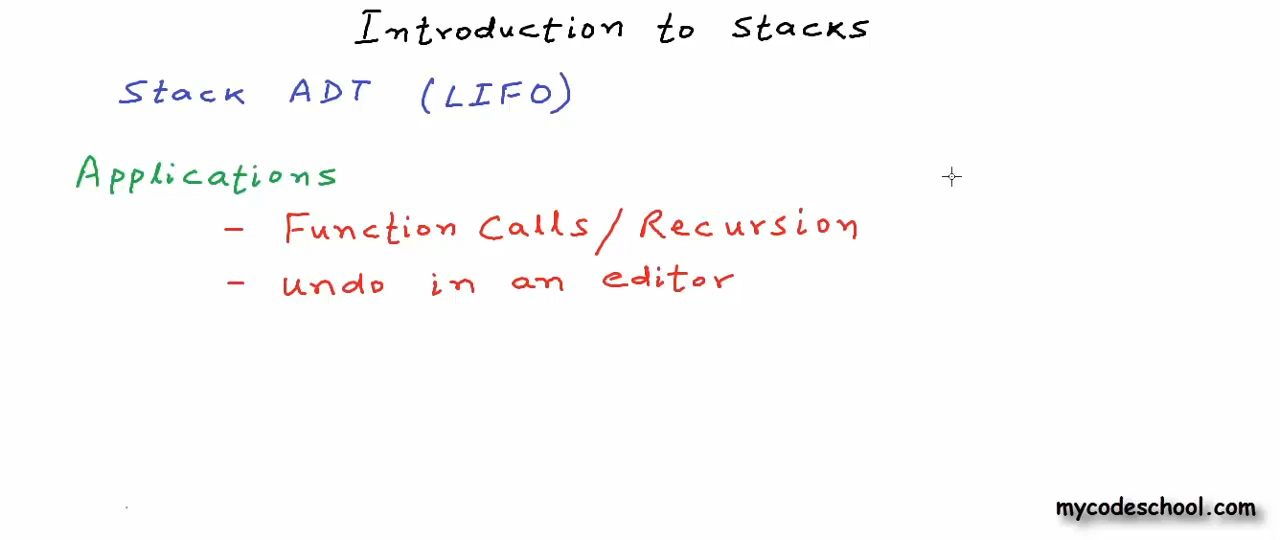 Introduction to Stacks
Stack ADT (LIFO)
Applications
- Function Calls/Recursion
- undo in an editor
mycodeschool.com